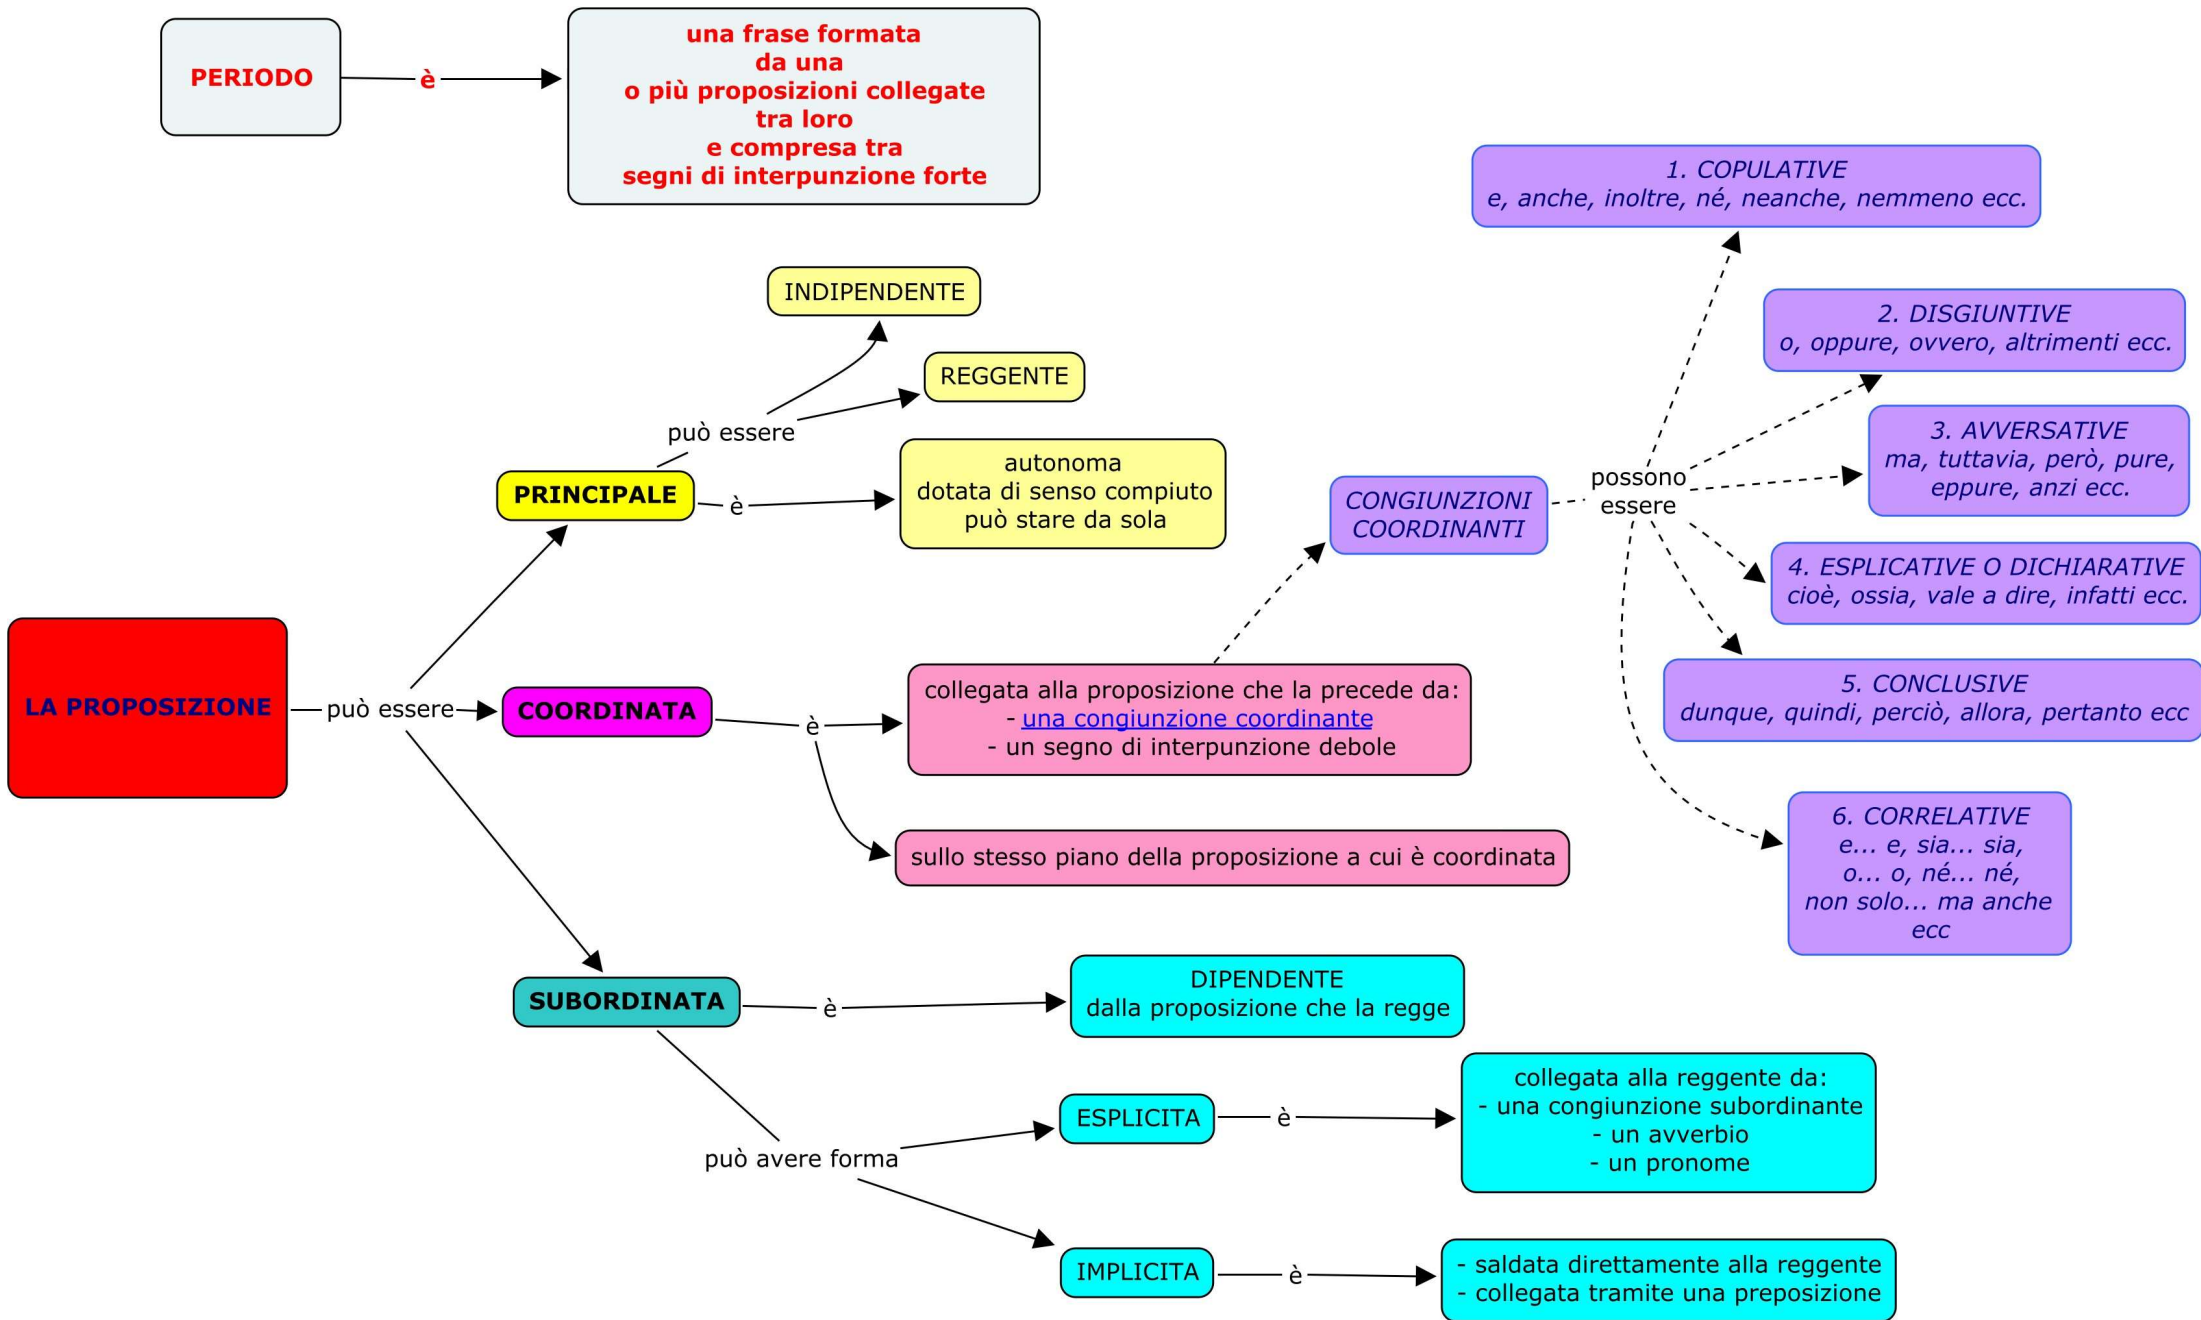 PERIODO
è
una frase formata
da una
o più proposizioni collegate
tra loro
e compresa tra
segni di interpunzione forte
LA PROPOSIZIONE
può essere
PRINCIPALE
può essere
INDIPENDENTE
REGGENTE
è
autonoma
dotata di senso compiuto
può stare da sola
COORDINATA
è
collegata alla proposizione che la precede da:
- una congiunzione coordinante
- un segno di interpunzione debole
sullo stesso piano della proposizione a cui è coordinata
CONGIUNZIONI
COORDINANTI
possono
essere
1. COPULATIVE
e, anche, inoltre, né, neanche, nemmeno ecc.
2. DISGIUNTIVE
o, oppure, ovvero, altrimenti ecc.
3. AVVERSATIVE
ma, tuttavia, però, pure,
eppure, anzi ecc.
4. ESPLICATIVE O DICHIARATIVE
cioè, ossia, vale a dire, infatti ecc.
5. CONCLUSIVE
dunque, quindi, perciò, allora, pertanto ecc
6. CORRELATIVE
e... e, sia... sia,
o... o, né... né,
non solo... ma anche
ecc
SUBORDINATA
è
DIPENDENTE
dalla proposizione che la regge
può avere forma
ESPLICITA
è
collegata alla reggente da:
- una congiunzione subordinante
- un avverbio
- un pronome
IMPLICITA
è
- saldata direttamente alla reggente
- collegata tramite una preposizione